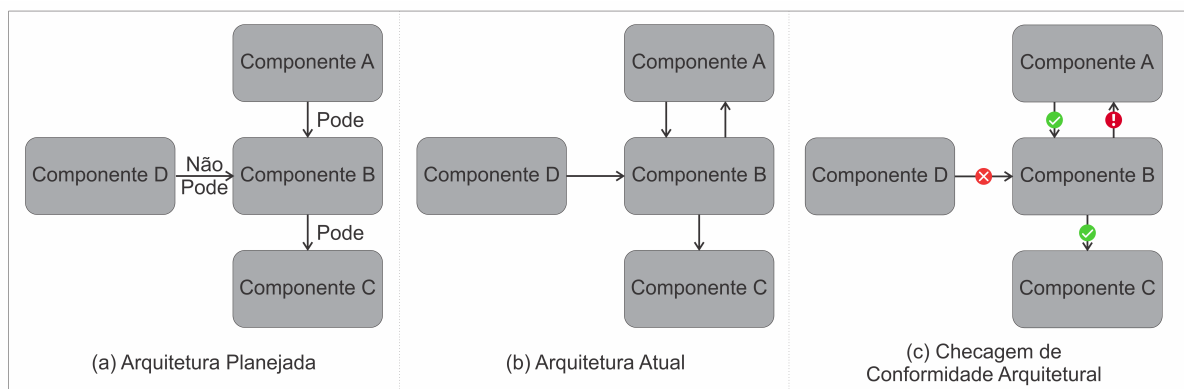 Componente A
Pode
Componente D
Não
Pode
Componente B
Pode
Componente C
(a) Arquitetura Planejada
Componente A
Componente D
Componente B
Componente C
(b) Arquitetura Atual
Componente A
Componente D
Componente B
Componente C
(c) Checagem de
Conformidade Arquitetural